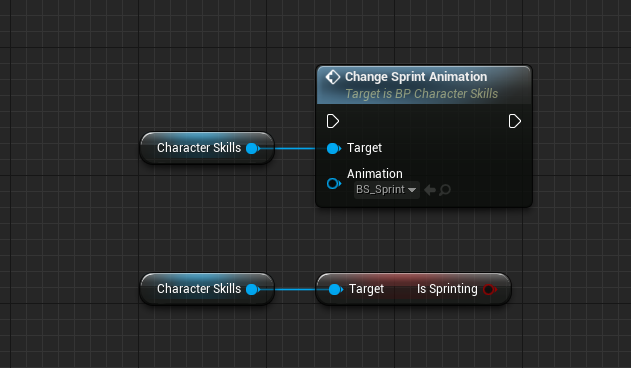 Change Sprint Animation
Target is BP Character Skills
Character Skills
Target
Animation
BS_Sprint
Character Skills
Target
Is Sprinting